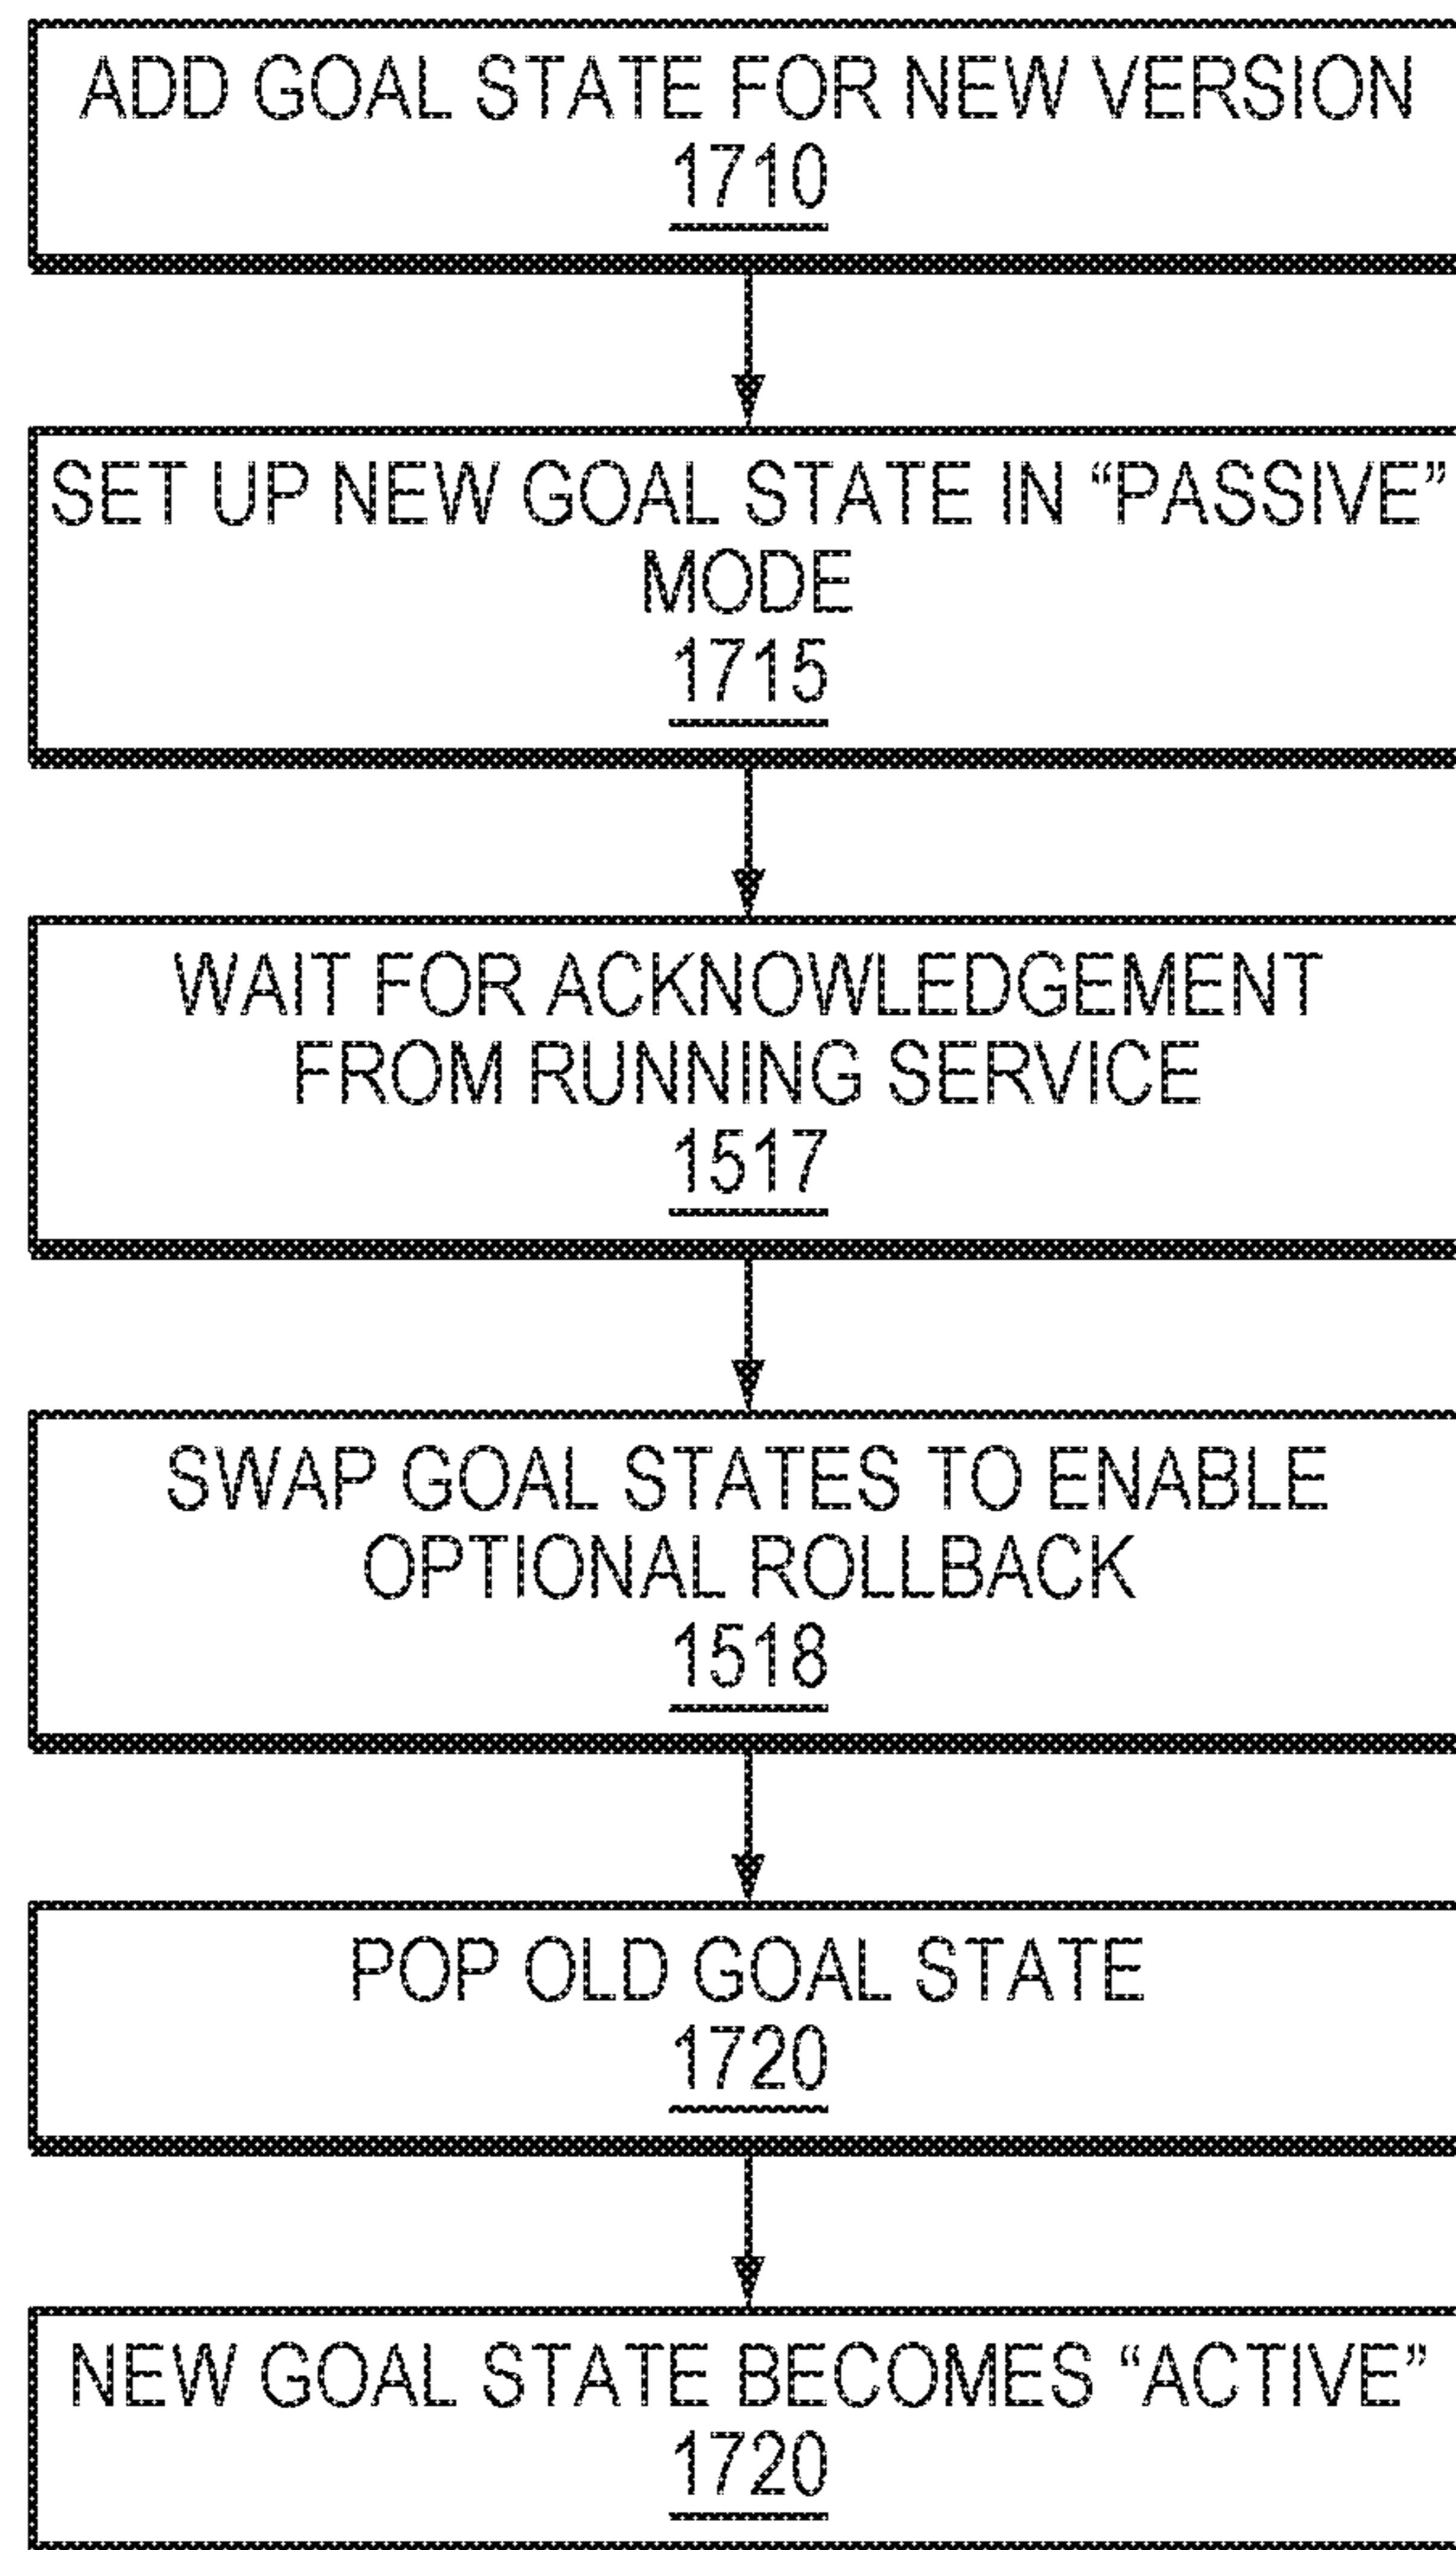 ADD GOAL STATE FOR NEW VERSION
1710
SET UP NEW GOAL STATE IN “PASSIVE”
MODE
1715
WAIT FOR ACKNOWLEDGEMENT
FROM RUNNING SERVICE
1517
SWAP GOAL STATES TO ENABLE
OPTIONAL ROLLBACK
1518
POP OLD GOAL STATE
1720
NEW GOAL STATE BECOMES “ACTIVE”
1720